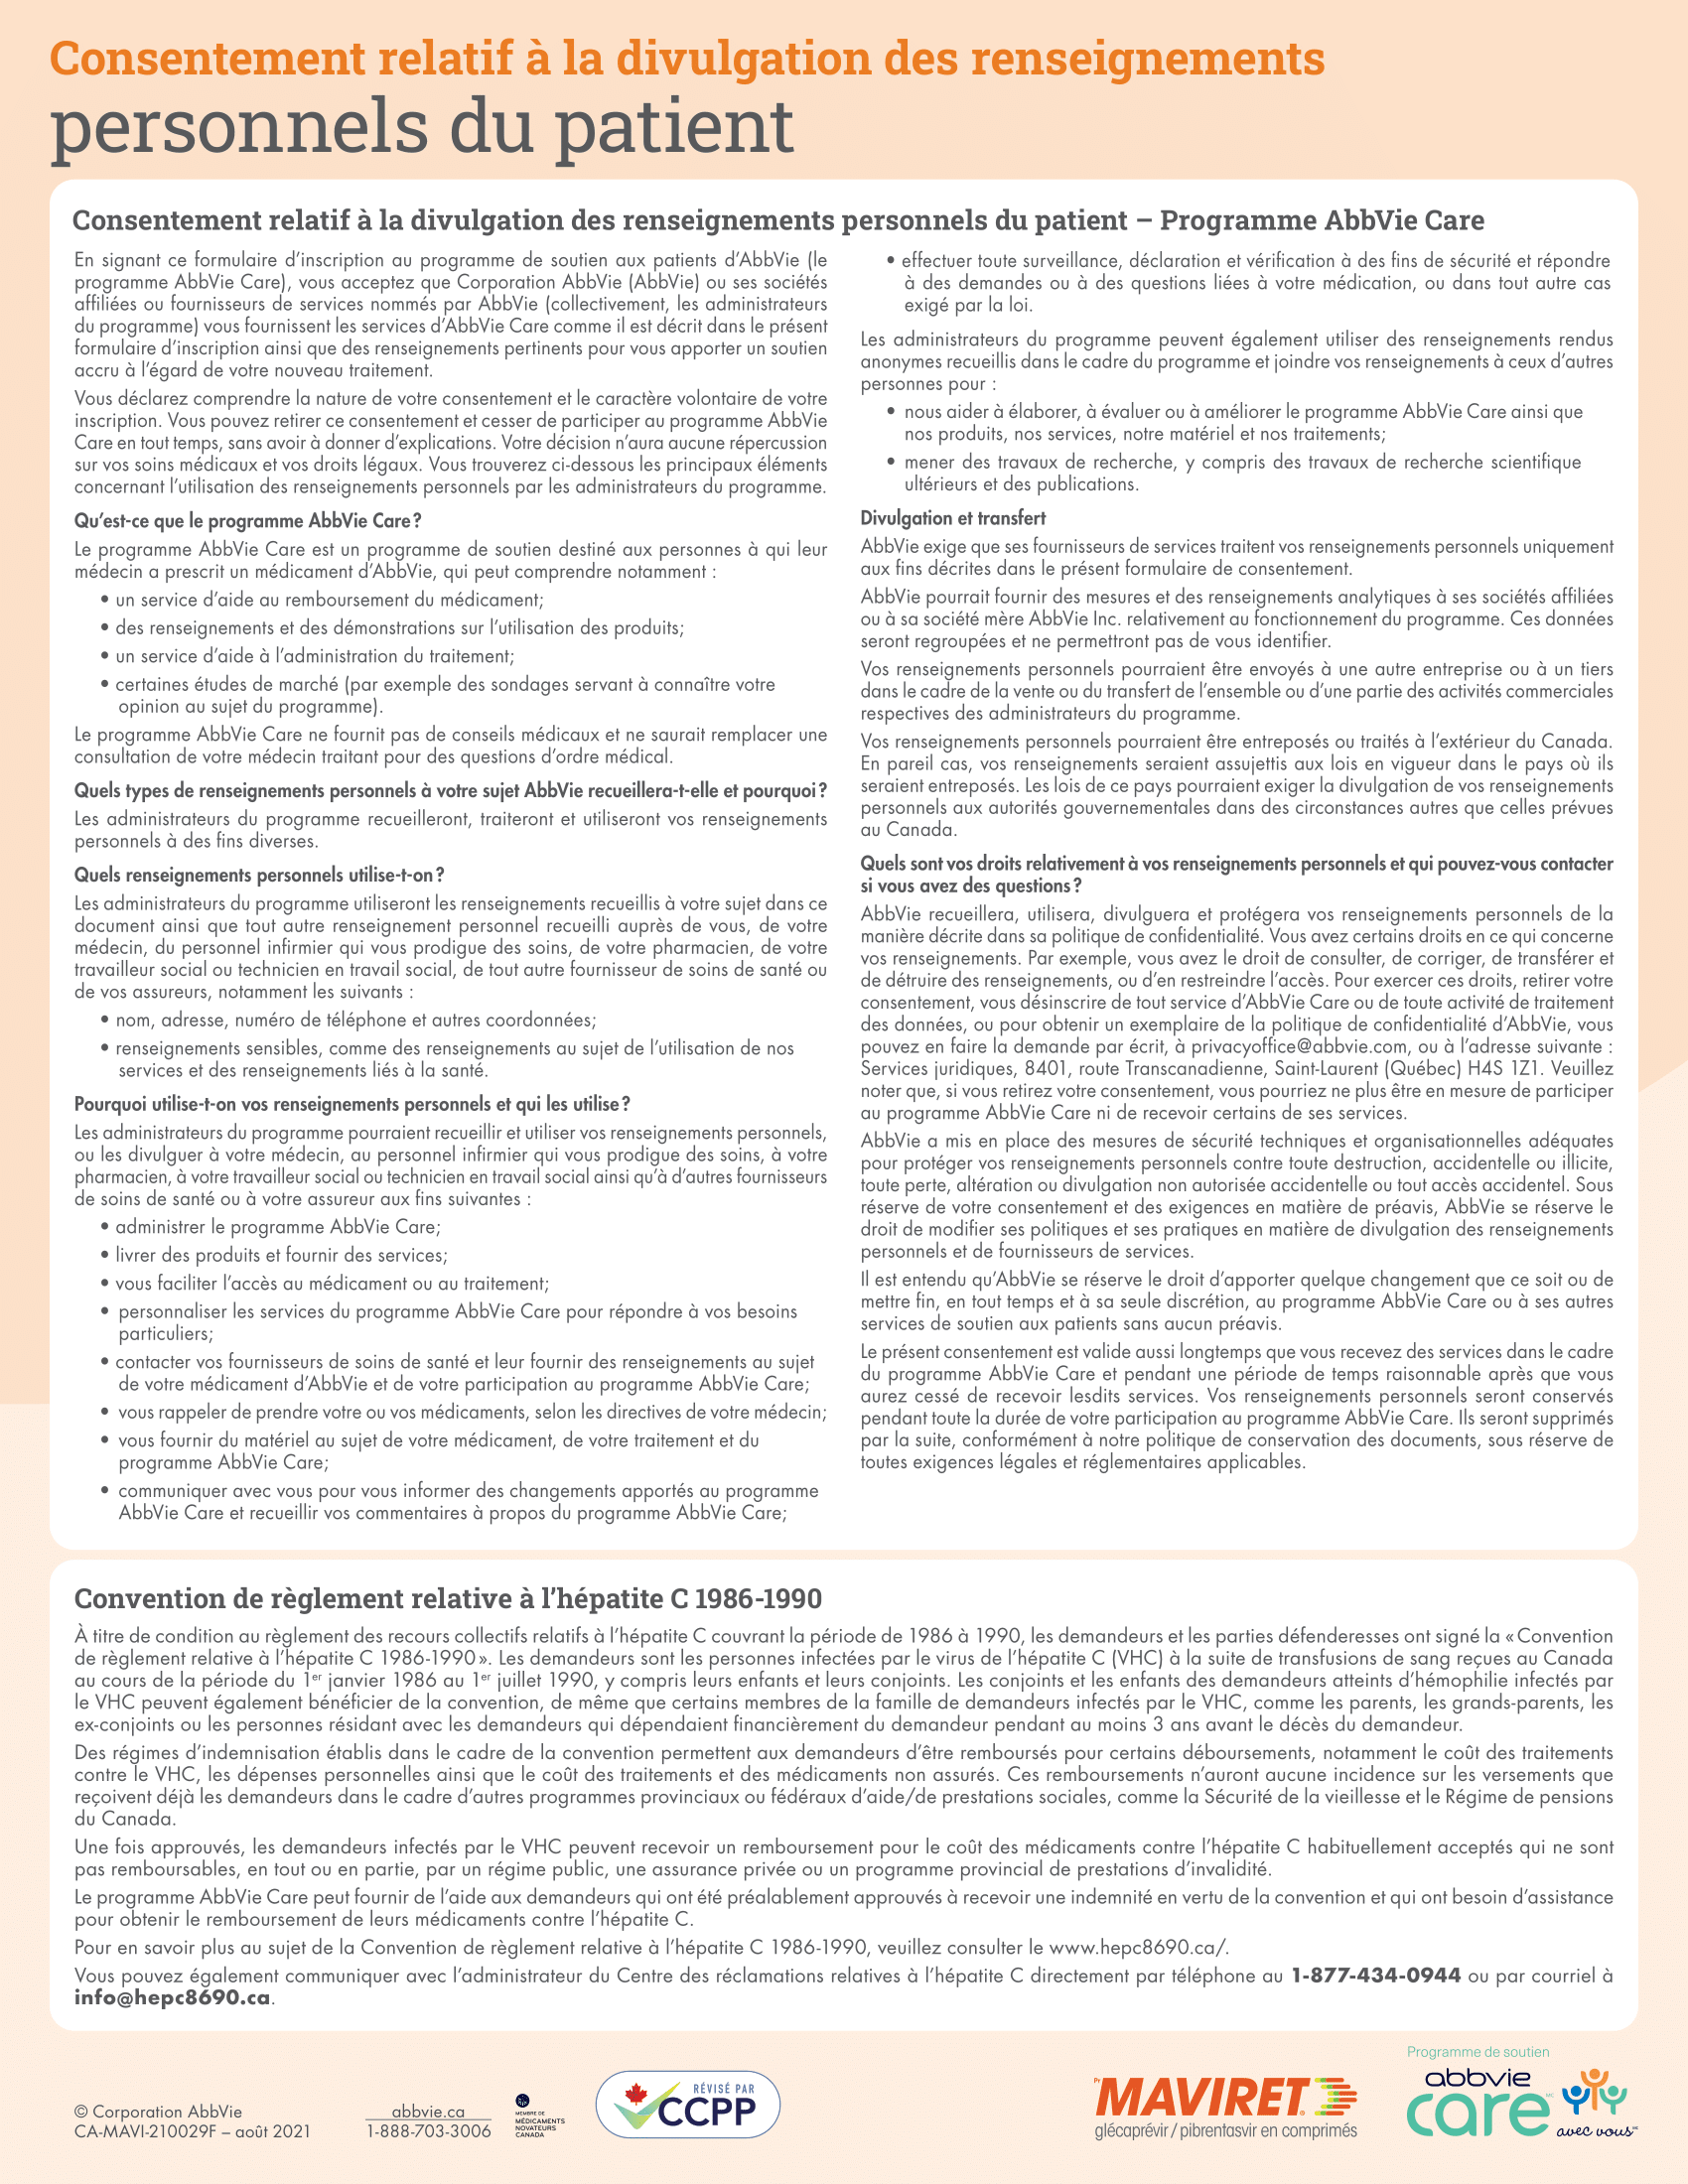 Consentement relatif à la divulgation des renseignements
personnels du patient
Consentement relatif à la divulgation des renseignements personnels du patient – Programme AbbVie Care
En signant ce formulaire d’inscription au programme de soutien aux patients d’AbbVie (le
programme AbbVie Care), vous acceptez que Corporation AbbVie (AbbVie) ou ses sociétés
affiliées ou fournisseurs de services nommés par AbbVie (collectivement, les administrateurs
du programme) vous fournissent les services d’AbbVie Care comme il est décrit dans le présent
formulaire d’inscription ainsi que des renseignements pertinents pour vous apporter un soutien
accru à l’égard de votre nouveau traitement.
Vous déclarez comprendre la nature de votre consentement et le caractère volontaire de votre
inscription. Vous pouvez retirer ce consentement et cesser de participer au programme AbbVie
Care en tout temps, sans avoir à donner d’explications. Votre décision n’aura aucune répercussion
sur vos soins médicaux et vos droits légaux. Vous trouverez ci-dessous les principaux éléments
concernant l’utilisation des renseignements personnels par les administrateurs du programme.
Qu’est-ce que le programme AbbVie Care ?
Le programme AbbVie Care est un programme de soutien destiné aux personnes à qui leur
médecin a prescrit un médicament d’AbbVie, qui peut comprendre notamment :
• un service d’aide au remboursement du médicament;
• des renseignements et des démonstrations sur l’utilisation des produits;
• un service d’aide à l’administration du traitement;
• certaines études de marché (par exemple des sondages servant à connaître votre
opinion au sujet du programme).
Le programme AbbVie Care ne fournit pas de conseils médicaux et ne saurait remplacer une
consultation de votre médecin traitant pour des questions d’ordre médical.
Quels types de renseignements personnels à votre sujet AbbVie recueillera-t-elle et pourquoi ?
Les administrateurs du programme recueilleront, traiteront et utiliseront vos renseignements
personnels à des fins diverses.
Quels renseignements personnels utilise-t-on ?
Les administrateurs du programme utiliseront les renseignements recueillis à votre sujet dans ce
document ainsi que tout autre renseignement personnel recueilli auprès de vous, de votre
médecin, du personnel infirmier qui vous prodigue des soins, de votre pharmacien, de votre
travailleur social ou technicien en travail social, de tout autre fournisseur de soins de santé ou
de vos assureurs, notamment les suivants :
• nom, adresse, numéro de téléphone et autres coordonnées;
• renseignements sensibles, comme des renseignements au sujet de l’utilisation de nos
services et des renseignements liés à la santé.
Pourquoi utilise-t-on vos renseignements personnels et qui les utilise ?
Les administrateurs du programme pourraient recueillir et utiliser vos renseignements personnels,
ou les divulguer à votre médecin, au personnel infirmier qui vous prodigue des soins, à votre
pharmacien, à votre travailleur social ou technicien en travail social ainsi qu’à d’autres fournisseurs
de soins de santé ou à votre assureur aux fins suivantes :
• administrer le programme AbbVie Care;
• livrer des produits et fournir des services;
• vous faciliter l’accès au médicament ou au traitement;
• personnaliser les services du programme AbbVie Care pour répondre à vos besoins
particuliers;
• contacter vos fournisseurs de soins de santé et leur fournir des renseignements au sujet
de votre médicament d’AbbVie et de votre participation au programme AbbVie Care;
• vous rappeler de prendre votre ou vos médicaments, selon les directives de votre médecin;
• vous fournir du matériel au sujet de votre médicament, de votre traitement et du
programme AbbVie Care;
• communiquer avec vous pour vous informer des changements apportés au programme
AbbVie Care et recueillir vos commentaires à propos du programme AbbVie Care;
• effectuer toute surveillance, déclaration et vérification à des fins de sécurité et répondre
à des demandes ou à des questions liées à votre médication, ou dans tout autre cas
exigé par la loi.
Les administrateurs du programme peuvent également utiliser des renseignements rendus
anonymes recueillis dans le cadre du programme et joindre vos renseignements à ceux d’autres
personnes pour :
• nous aider à élaborer, à évaluer ou à améliorer le programme AbbVie Care ainsi que
nos produits, nos services, notre matériel et nos traitements;
• mener des travaux de recherche, y compris des travaux de recherche scientifique
ultérieurs et des publications.
Divulgation et transfert
AbbVie exige que ses fournisseurs de services traitent vos renseignements personnels uniquement
aux fins décrites dans le présent formulaire de consentement.
AbbVie pourrait fournir des mesures et des renseignements analytiques à ses sociétés affiliées
ou à sa société mère AbbVie Inc. relativement au fonctionnement du programme. Ces données
seront regroupées et ne permettront pas de vous identifier.
Vos renseignements personnels pourraient être envoyés à une autre entreprise ou à un tiers
dans le cadre de la vente ou du transfert de l’ensemble ou d’une partie des activités commerciales
respectives des administrateurs du programme.
Vos renseignements personnels pourraient être entreposés ou traités à l’extérieur du Canada.
En pareil cas, vos renseignements seraient assujettis aux lois en vigueur dans le pays où ils
seraient entreposés. Les lois de ce pays pourraient exiger la divulgation de vos renseignements
personnels aux autorités gouvernementales dans des circonstances autres que celles prévues
au Canada.
Quels sont vos droits relativement à vos renseignements personnels et qui pouvez-vous contacter
si vous avez des questions ?
AbbVie recueillera, utilisera, divulguera et protégera vos renseignements personnels de la
manière décrite dans sa politique de confidentialité. Vous avez certains droits en ce qui concerne
vos renseignements. Par exemple, vous avez le droit de consulter, de corriger, de transférer et
de détruire des renseignements, ou d’en restreindre l’accès. Pour exercer ces droits, retirer votre
consentement, vous désinscrire de tout service d’AbbVie Care ou de toute activité de traitement
des données, ou pour obtenir un exemplaire de la politique de confidentialité d’AbbVie, vous
pouvez en faire la demande par écrit, à privacyoffice@abbvie.com, ou à l’adresse suivante :
Services juridiques, 8401, route Transcanadienne, Saint-Laurent (Québec) H4S 1Z1. Veuillez
noter que, si vous retirez votre consentement, vous pourriez ne plus être en mesure de participer
au programme AbbVie Care ni de recevoir certains de ses services.
AbbVie a mis en place des mesures de sécurité techniques et organisationnelles adéquates
pour protéger vos renseignements personnels contre toute destruction, accidentelle ou illicite,
toute perte, altération ou divulgation non autorisée accidentelle ou tout accès accidentel. Sous
réserve de votre consentement et des exigences en matière de préavis, AbbVie se réserve le
droit de modifier ses politiques et ses pratiques en matière de divulgation des renseignements
personnels et de fournisseurs de services.
Il est entendu qu’AbbVie se réserve le droit d’apporter quelque changement que ce soit ou de
mettre fin, en tout temps et à sa seule discrétion, au programme AbbVie Care ou à ses autres
services de soutien aux patients sans aucun préavis.
Le présent consentement est valide aussi longtemps que vous recevez des services dans le cadre
du programme AbbVie Care et pendant une période de temps raisonnable après que vous
aurez cessé de recevoir lesdits services. Vos renseignements personnels seront conservés
pendant toute la durée de votre participation au programme AbbVie Care. Ils seront supprimés
par la suite, conformément à notre politique de conservation des documents, sous réserve de
toutes exigences légales et réglementaires applicables.
Convention de règlement relative à l’hépatite C 1986-1990
À titre de condition au règlement des recours collectifs relatifs à l’hépatite C couvrant la période de 1986 à 1990, les demandeurs et les parties défenderesses ont signé la « Convention
de règlement relative à l’hépatite C 1986-1990 ». Les demandeurs sont les personnes infectées par le virus de l’hépatite C (VHC) à la suite de transfusions de sang reçues au Canada
au cours de la période du 1er janvier 1986 au 1er juillet 1990, y compris leurs enfants et leurs conjoints. Les conjoints et les enfants des demandeurs atteints d’hémophilie infectés par
le VHC peuvent également bénéficier de la convention, de même que certains membres de la famille de demandeurs infectés par le VHC, comme les parents, les grands-parents, les
ex-conjoints ou les personnes résidant avec les demandeurs qui dépendaient financièrement du demandeur pendant au moins 3 ans avant le décès du demandeur.
Des régimes d’indemnisation établis dans le cadre de la convention permettent aux demandeurs d’être remboursés pour certains déboursements, notamment le coût des traitements
contre le VHC, les dépenses personnelles ainsi que le coût des traitements et des médicaments non assurés. Ces remboursements n’auront aucune incidence sur les versements que
reçoivent déjà les demandeurs dans le cadre d’autres programmes provinciaux ou fédéraux d’aide/de prestations sociales, comme la Sécurité de la vieillesse et le Régime de pensions
du Canada.
Une fois approuvés, les demandeurs infectés par le VHC peuvent recevoir un remboursement pour le coût des médicaments contre l’hépatite C habituellement acceptés qui ne sont
pas remboursables, en tout ou en partie, par un régime public, une assurance privée ou un programme provincial de prestations d’invalidité.
Le programme AbbVie Care peut fournir de l’aide aux demandeurs qui ont été préalablement approuvés à recevoir une indemnité en vertu de la convention et qui ont besoin d’assistance
pour obtenir le remboursement de leurs médicaments contre l’hépatite C.
Pour en savoir plus au sujet de la Convention de règlement relative à l’hépatite C 1986-1990, veuillez consulter le www.hepc8690.ca/.
Vous pouvez également communiquer avec l’administrateur du Centre des réclamations relatives à l’hépatite C directement par téléphone au 1-877-434-0944 ou par courriel à
info@hepc8690.ca.
© Corporation AbbVie
CA-MAVI-210029F – août 2021
abbvie.ca
1-888-703-3006
MEMBRE DE
MÉDICAMENTS
NOVATEURS
CANADA
RÉVISÉ PAR
CCPP
Pr MAVIRET
glécaprévir / pibrentasvir en comprimés
Programme de soutien
abbvie
care
avec vous